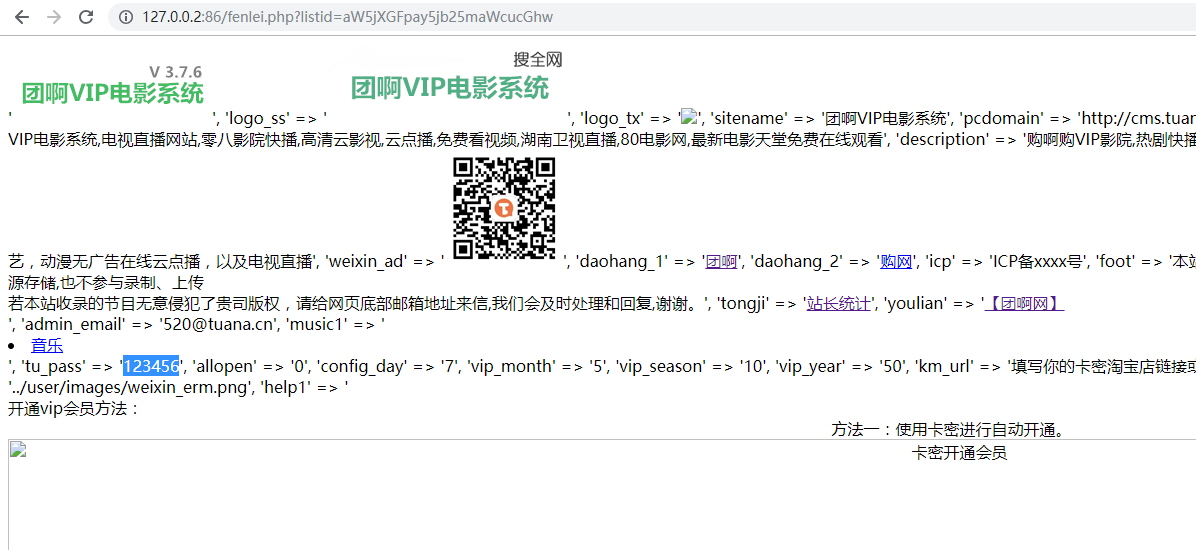 127.0.0.2:86/fenlei.php?listid=aW5jXGFpay5jb25maWcucGhw
V 3.7.6
团啊VIP电影系统
搜全网
团啊VIP电影系统
' ', 'logo_ss' => ' ', 'logo_tx' => '', 'sitename' => '团啊VIP电影系统', 'pcdomain' => 'http://cms.tuan
VIP电影系统,电视直播网站,零八影院快播,高清云影视,云点播,免费看视频,湖南卫视直播,80电影网,最新电影天堂免费在线观看', 'description' => '购啊购VIP影院,热剧快播
艺，动漫无广告在线云点播，以及电视直播', 'weixin_ad' => ' ', 'daohang_1' => '团啊', 'daohang_2' => '购网', 'icp' => 'ICP备xxxx号', 'foot' => '本站
源存储,也不参与录制、上传
若本站收录的节目无意侵犯了贵司版权，请给网页底部邮箱地址来信,我们会及时处理和回复,谢谢。', 'tongji' => '站长统计', 'youlian' => '【团啊网】
', 'admin_email' => '520@tuana.cn', 'music1' => '
• 音乐
', 'tu_pass' => '123456', 'allopen' => '0', 'config_day' => '7', 'vip_month' => '5', 'vip_season' => '10', 'vip_year' => '50', 'km_url' => '填写你的卡密淘宝店链接或
'../user/images/weixin_erm.png', 'help1' => '
开通vip会员方法：
方法一：使用卡密进行自动开通。
卡密开通会员